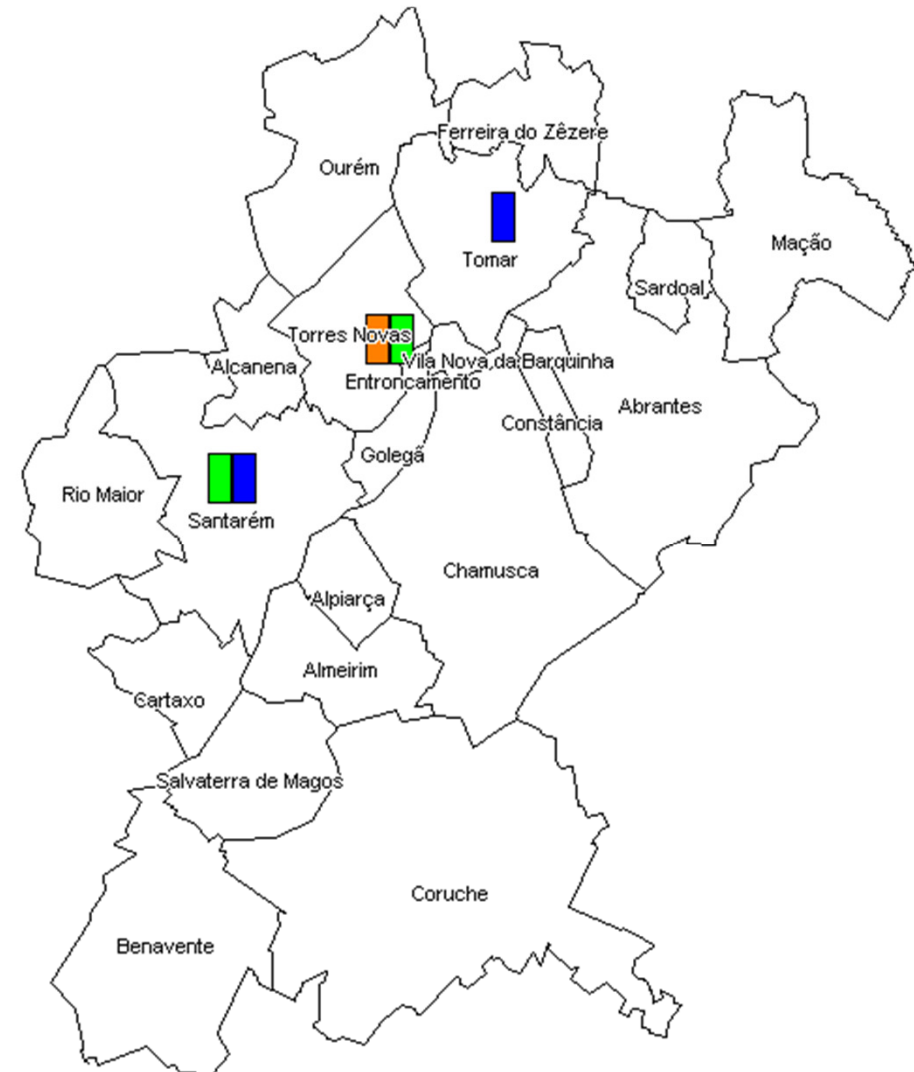 Ferreira do Zêzere
Ourém
Mação
Tomar
Sardoal
Torres Novas
Vila Nova da Barquinha
Alcanena
Entroncamento
Abrantes
Constância
Golegã
Rio Maior
Santarém
Chamusca
Alpiarça
Almeirim
Cartaxo
Salvaterra de Magos
Coruche
Benavente